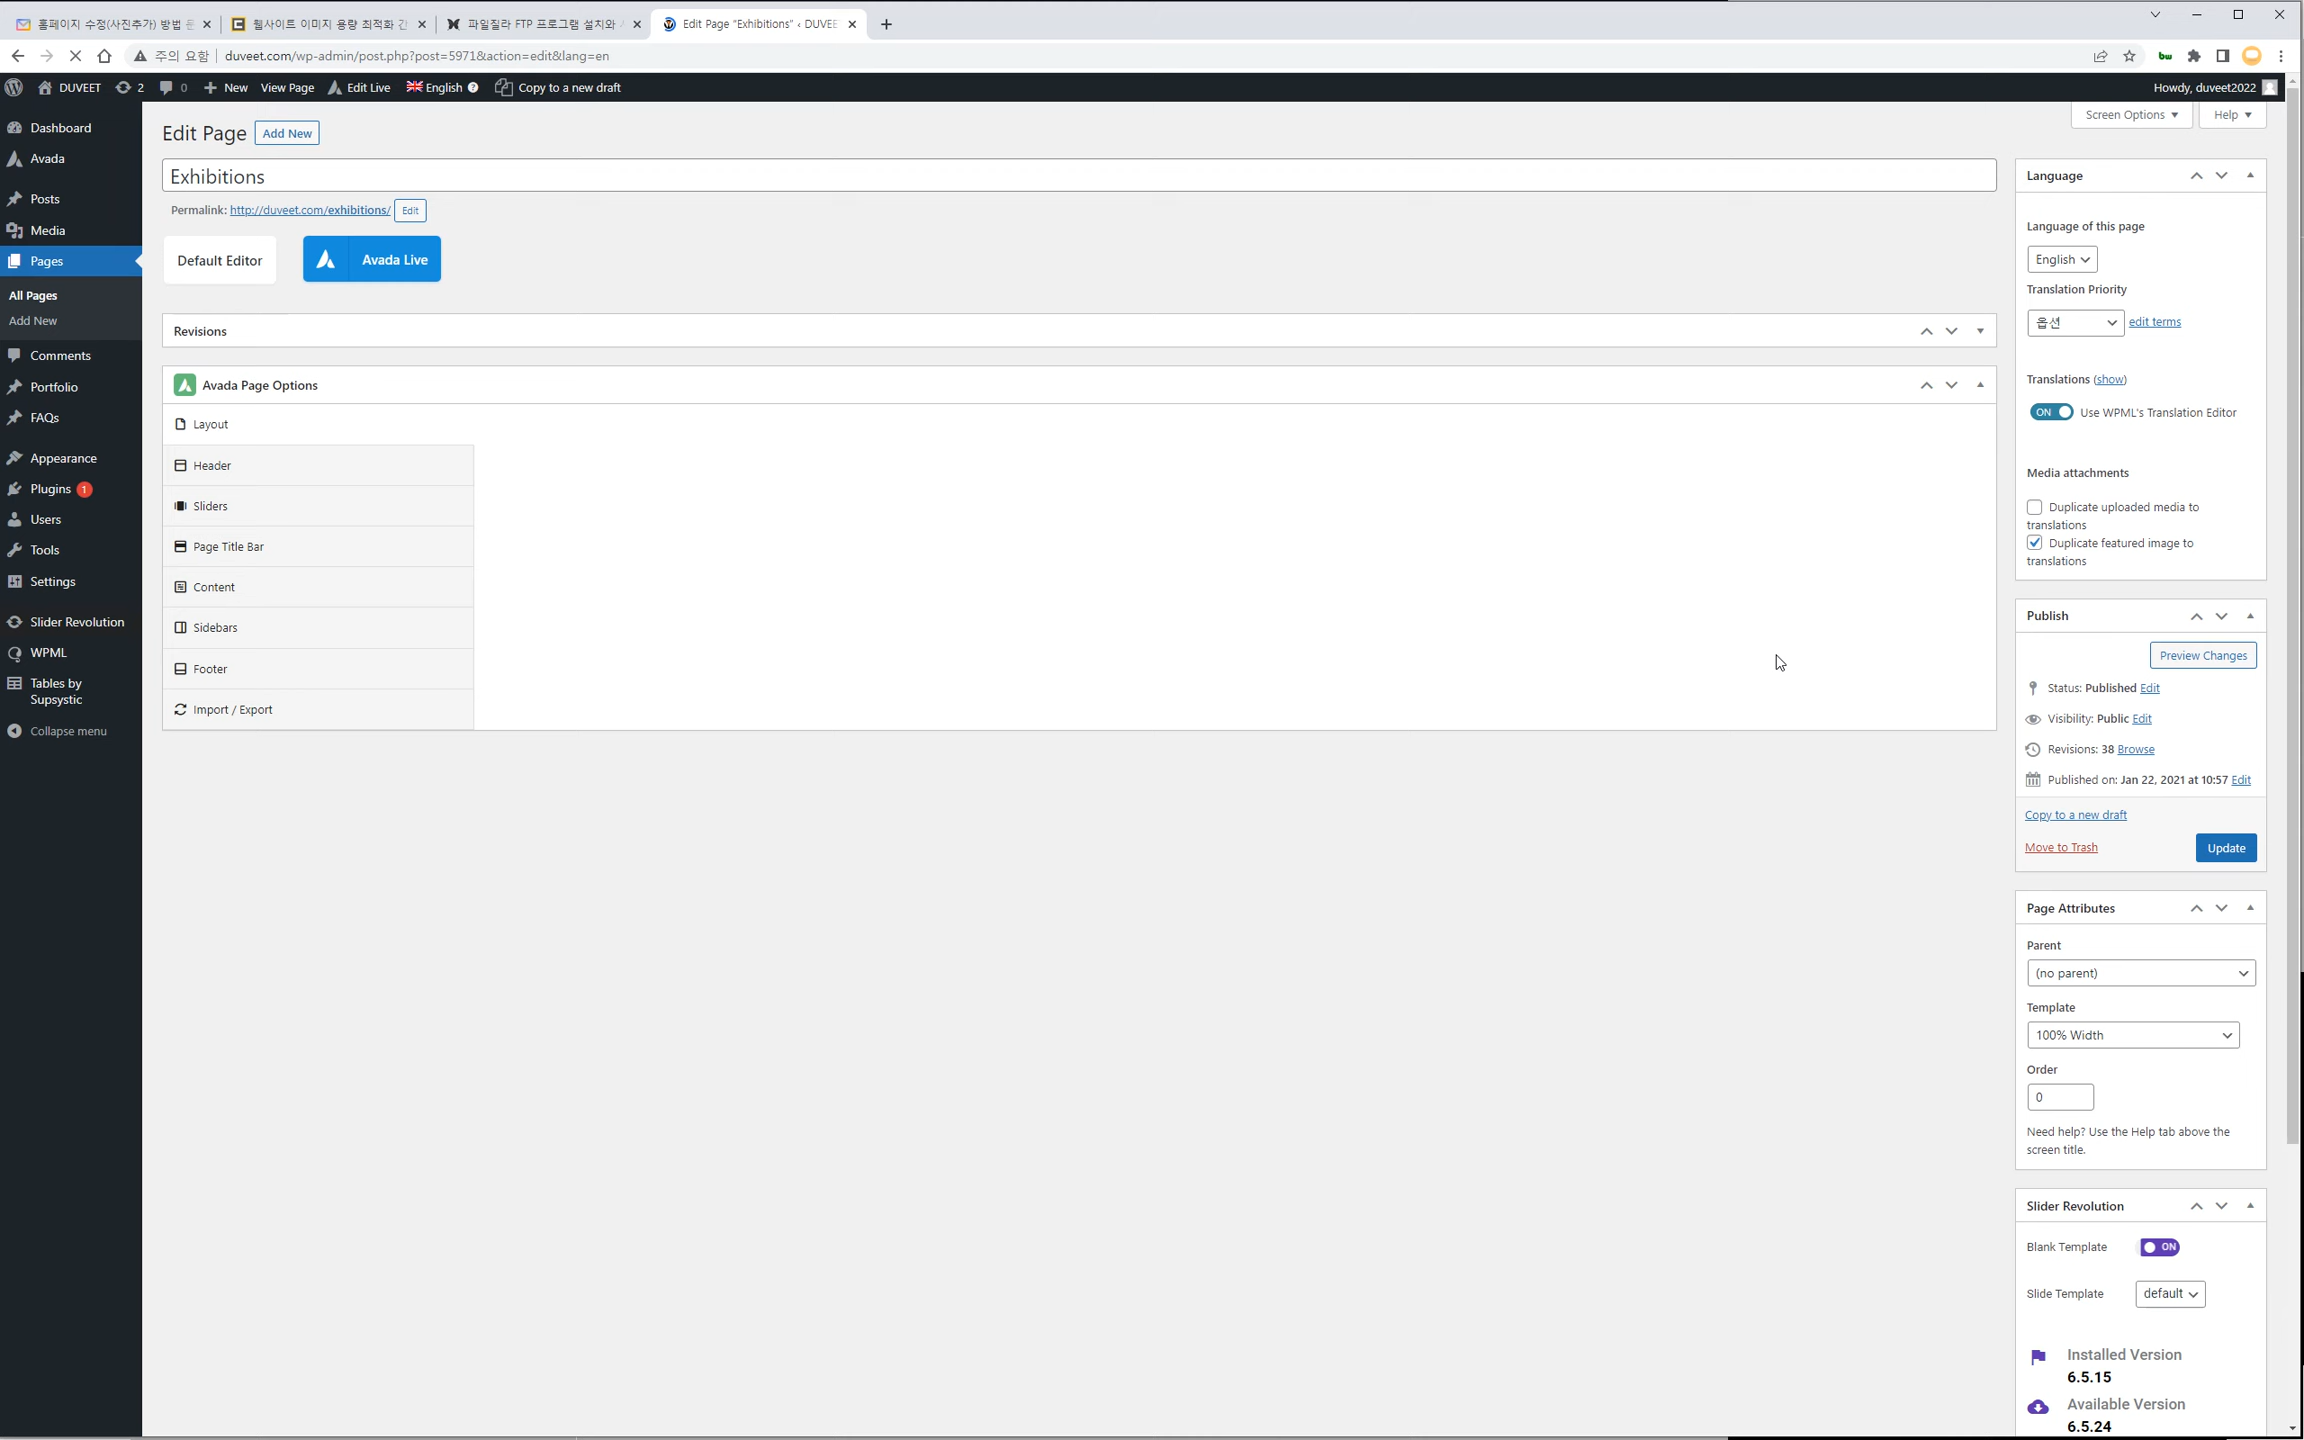 홈페이지 수정(사진추가) 방법 문
웹사이트 이미지 용량 최적화 간
파일질라 FTP 프로그램 설치와
Edit Page "Exhibitions" ‹ DUVEE
주의 요함
duveet.com/wp-admin/post.php?post=5971&action=edit&lang=en
DUVEET
2
0
New
View Page
Edit Live
English
Copy to a new draft
Howdy, duveet2022
Screen Options
Help
Dashboard
Avada
Posts
Media
Pages
All Pages
Add New
Comments
Portfolio
FAQs
Appearance
Plugins 1
Users
Tools
Settings
Slider Revolution
WPML
Tables by
Supsystic
Collapse menu
Edit Page
Add New
Exhibitions
Permalink: http://duveet.com/exhibitions/ Edit
Default Editor
Avada Live
Revisions
Avada Page Options
Layout
Header
Sliders
Page Title Bar
Content
Sidebars
Footer
Import / Export
Language
Language of this page
English
Translation Priority
옵션
edit terms
Translations (show)
ON
Use WPML's Translation Editor
Media attachments
Duplicate uploaded media to
translations
Duplicate featured image to
translations
Publish
Preview Changes
Status: Published Edit
Visibility: Public Edit
Revisions: 38 Browse
Published on: Jan 22, 2021 at 10:57 Edit
Copy to a new draft
Move to Trash
Update
Page Attributes
Parent
(no parent)
Template
100% Width
Order
0
Need help? Use the Help tab above the
screen title.
Slider Revolution
Blank Template
ON
Slide Template
default
Installed Version
6.5.15
Available Version
6.5.24